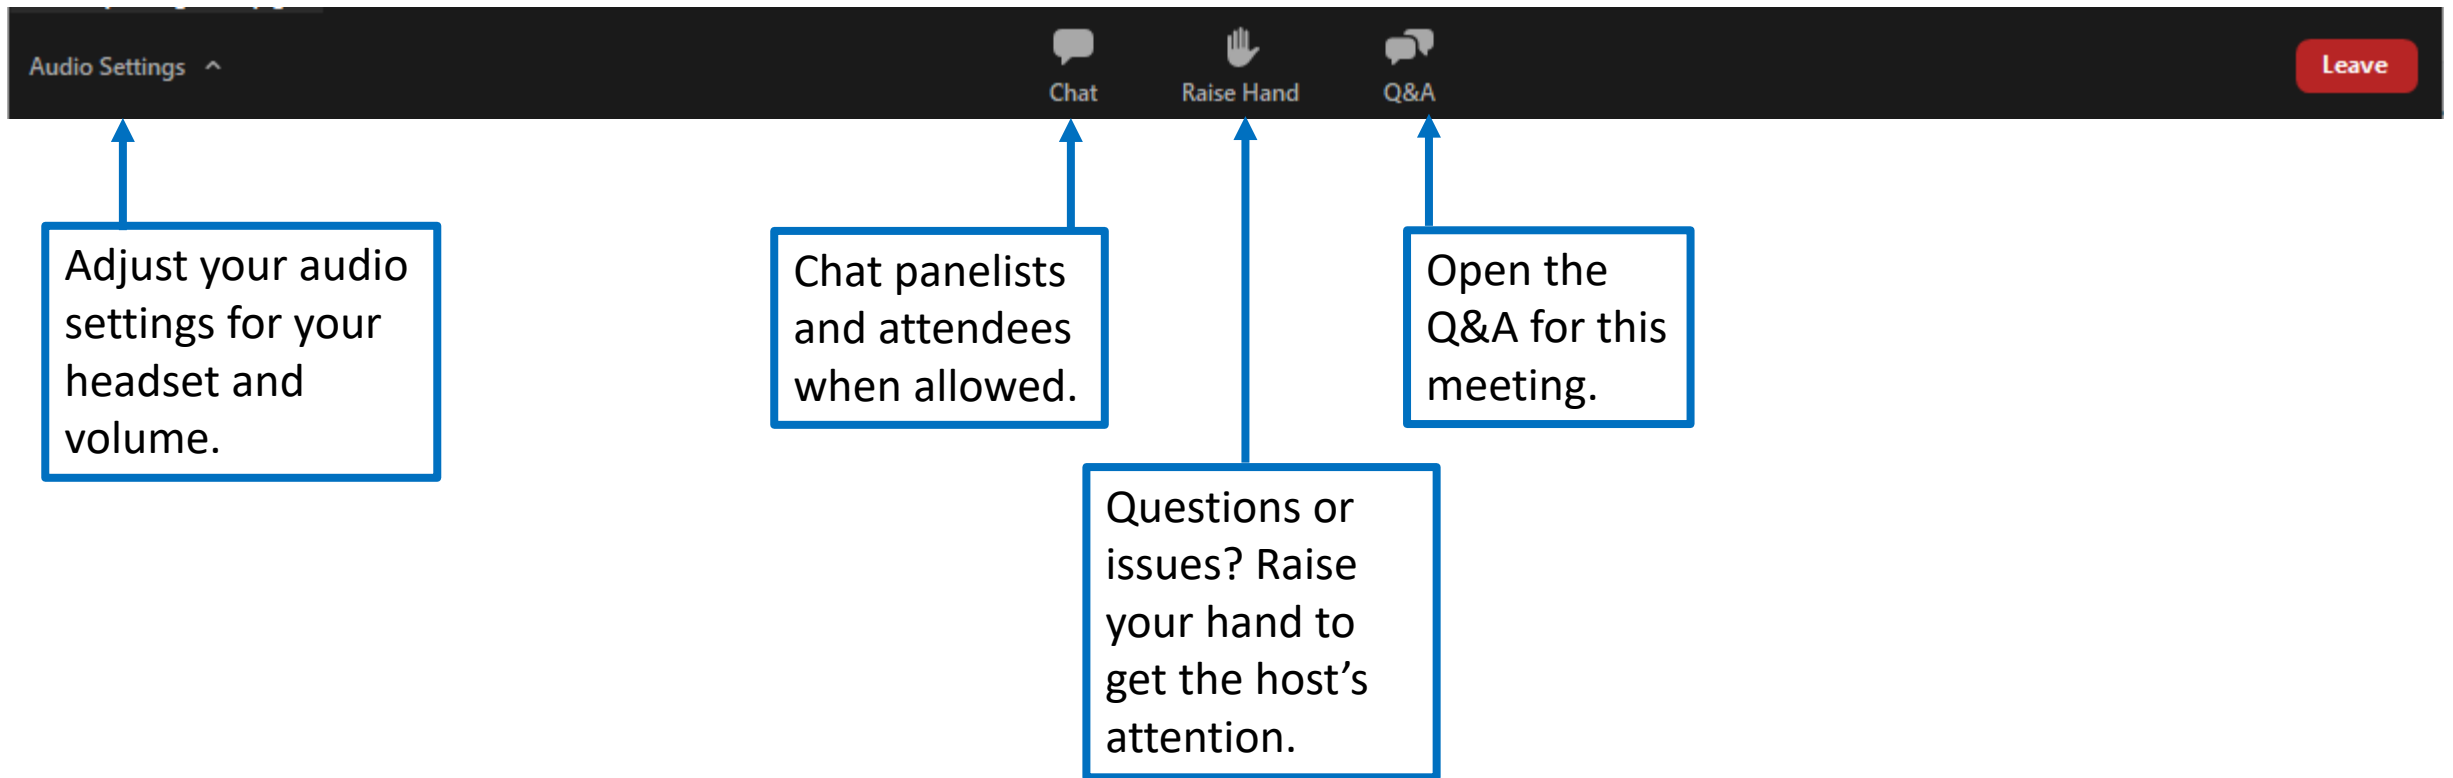 Audio Settings
Chat
Raise Hand
Q&A
Leave
Adjust your audio
settings for your
headset and
volume.
Chat panelists
and attendees
when allowed.
Questions or
issues? Raise
your hand to
get the host’s
attention.
Open the
Q&A for this
meeting.